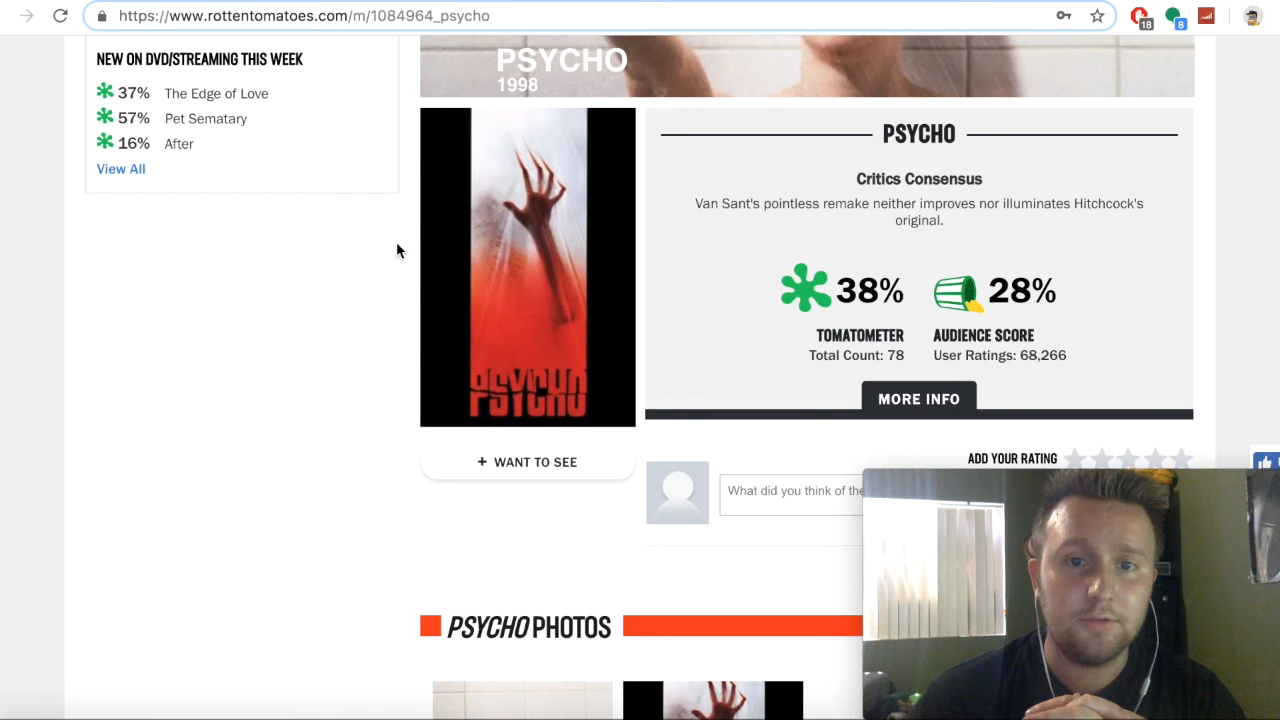 https://www.rottentomatoes.com/m/1084964_psycho
18
8
NEW ON DVD/STREAMING THIS WEEK
37% The Edge of Love
57% Pet Sematary
16% After
View All
PSYCHO
1998
PSYCHO
PSYCHO
Critics Consensus
Van Sant's pointless remake neither improves nor illuminates Hitchcock's
original.
38%
28%
TOMATOMETER
AUDIENCE SCORE
Total Count: 78
User Ratings: 68,266
MORE INFO
+ WANT TO SEE
ADD YOUR RATING
What did you think of the
PSYCHO PHOTOS